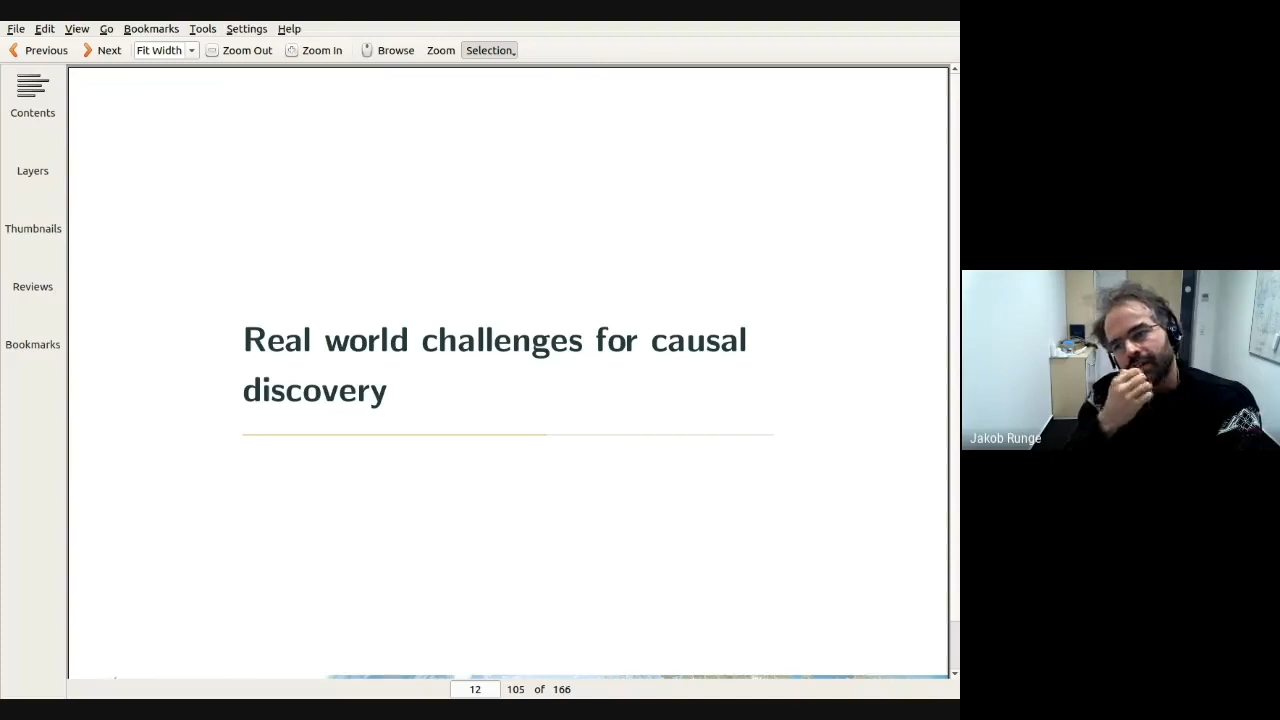 File Edit View Go Bookmarks Tools Settings Help
Previous Next Fit Width Zoom Out Zoom In Browse Zoom Selection
Contents
Layers
Thumbnails
Reviews
Bookmarks
Real world challenges for causal
discovery
Jakob Runge
12 105 of 166